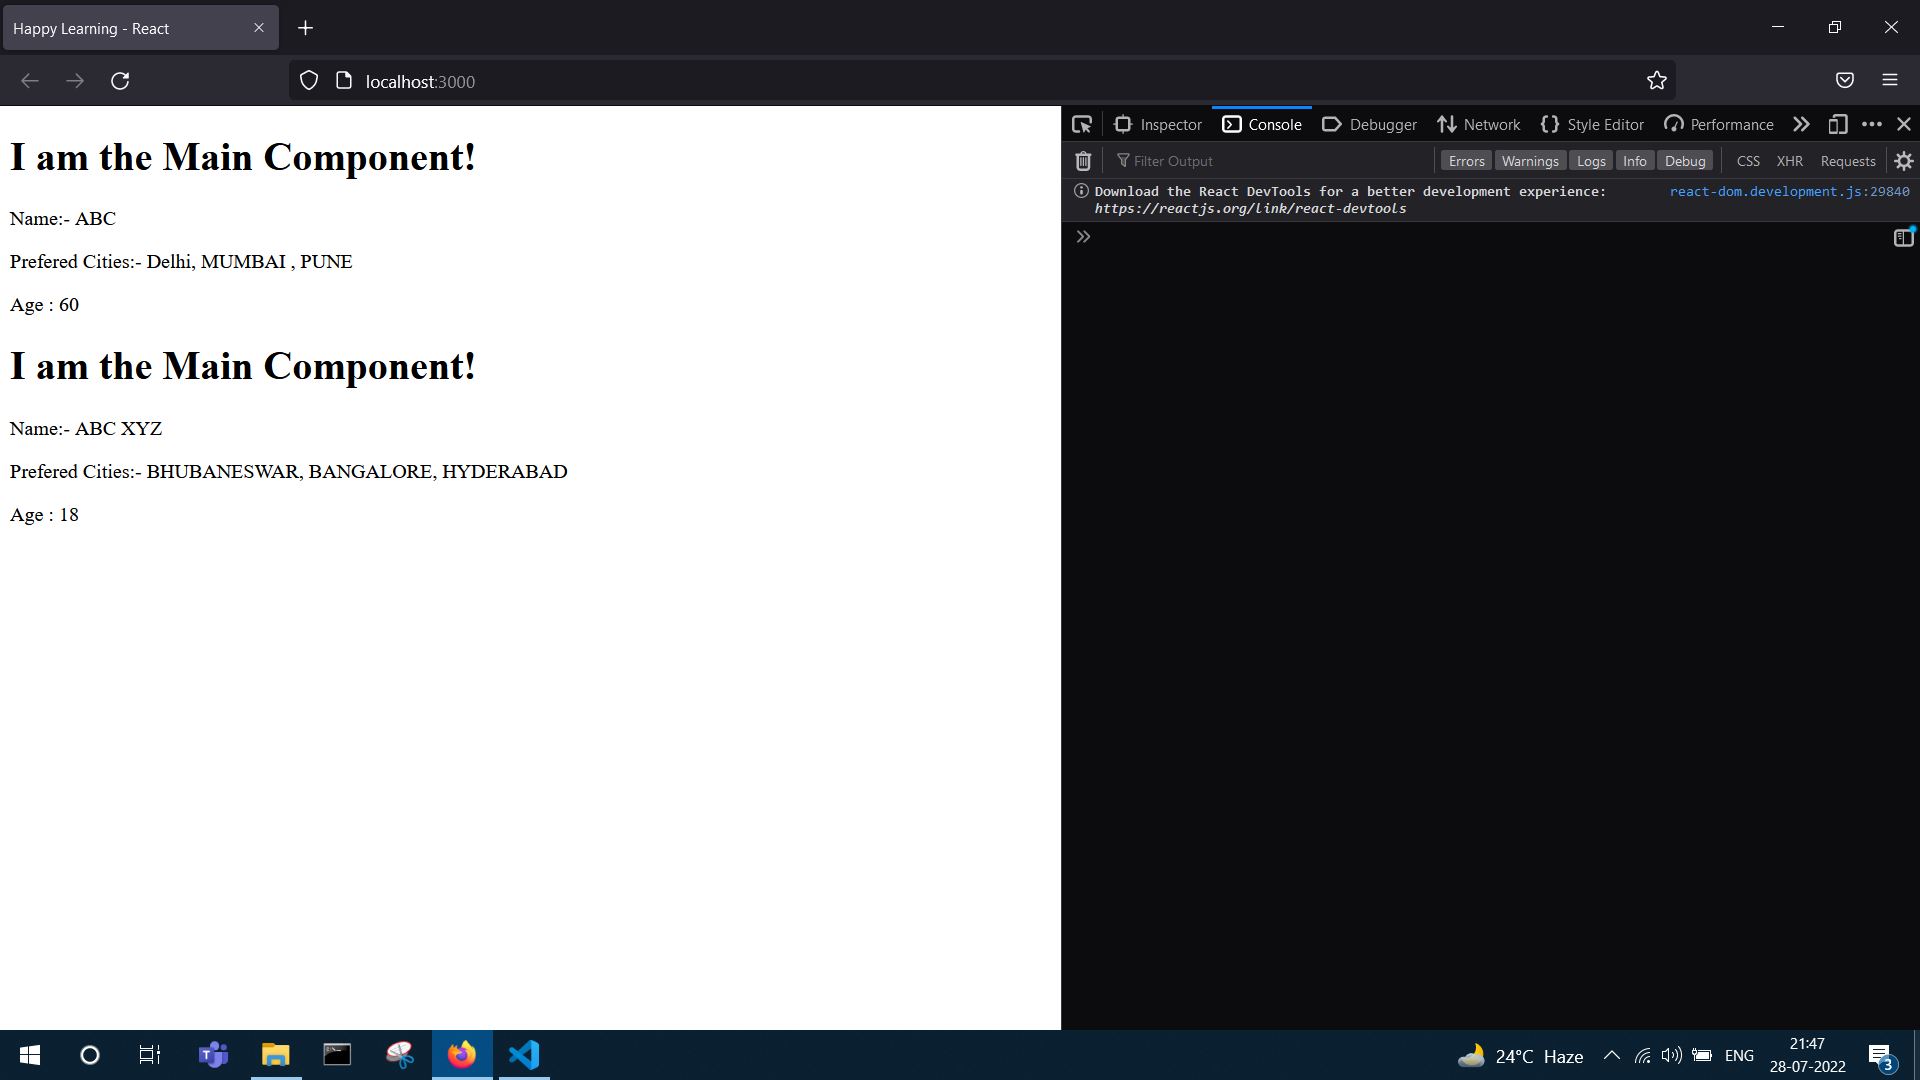 Happy Learning - React
localhost:3000
I am the Main Component!
Name:- ABC
Prefered Cities:- Delhi, MUMBAI , PUNE
Age : 60
I am the Main Component!
Name:- ABC XYZ
Prefered Cities:- BHUBANESWAR, BANGALORE, HYDERABAD
Age : 18
Inspector Console Debugger Network Style Editor Performance
Filter Output Errors Warnings Logs Info Debug CSS XHR Requests
Download the React DevTools for a better development experience: react-dom.development.js:29840
https://reactjs.org/link/react-devtools
24°C Haze ENG 21:47
28-07-2022 3